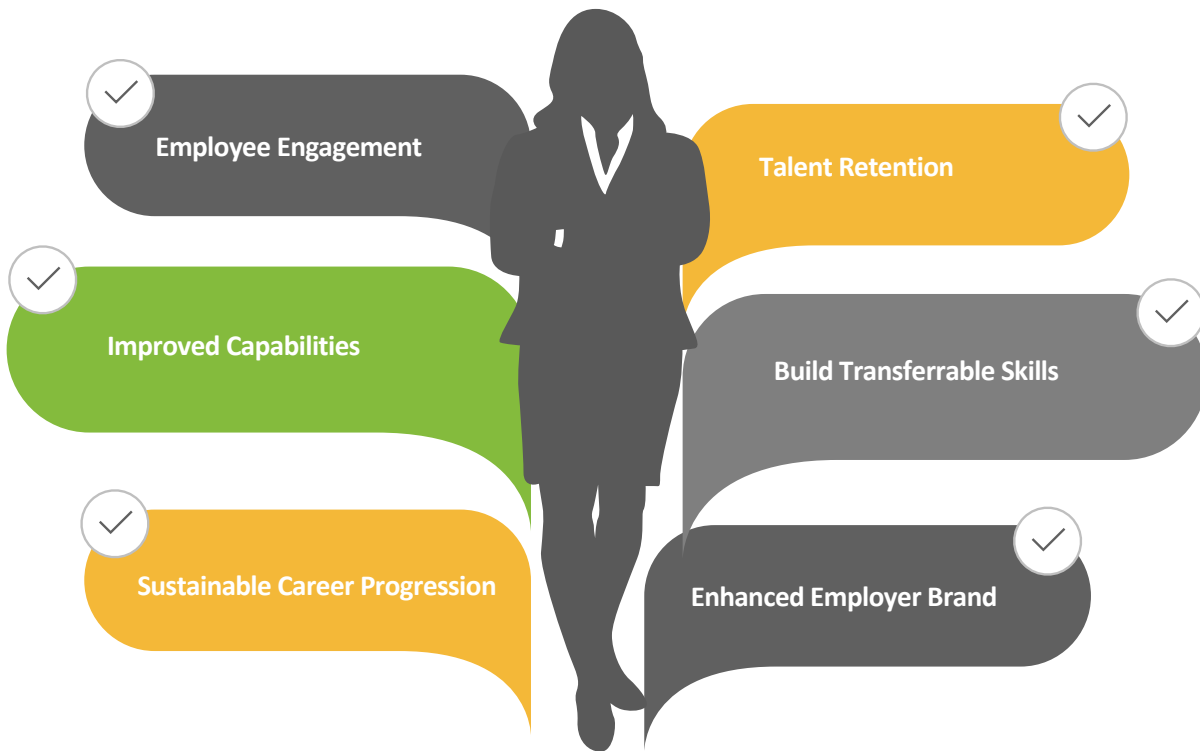 Employee Engagement
Talent Retention
Improved Capabilities
Build Transferrable Skills
Sustainable Career Progression
Enhanced Employer Brand